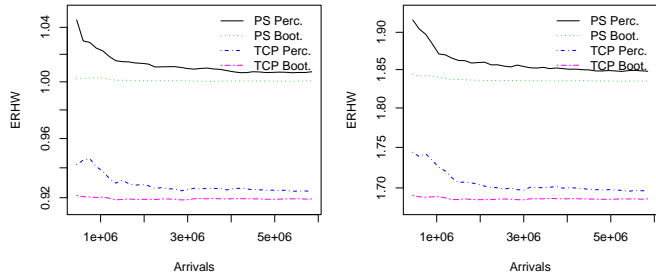 ERHW
1.04
1.00
0.96
0.92
PS Perc.
PS Boot.
TCP Perc.
TCP Boot.
1e+06
3e+06
5e+06
Arrivals
ERHW
1.90
1.85
1.80
1.75
1.70
PS Perc.
PS Boot.
TCP Perc.
TCP Boot.
1e+06
3e+06
5e+06
Arrivals